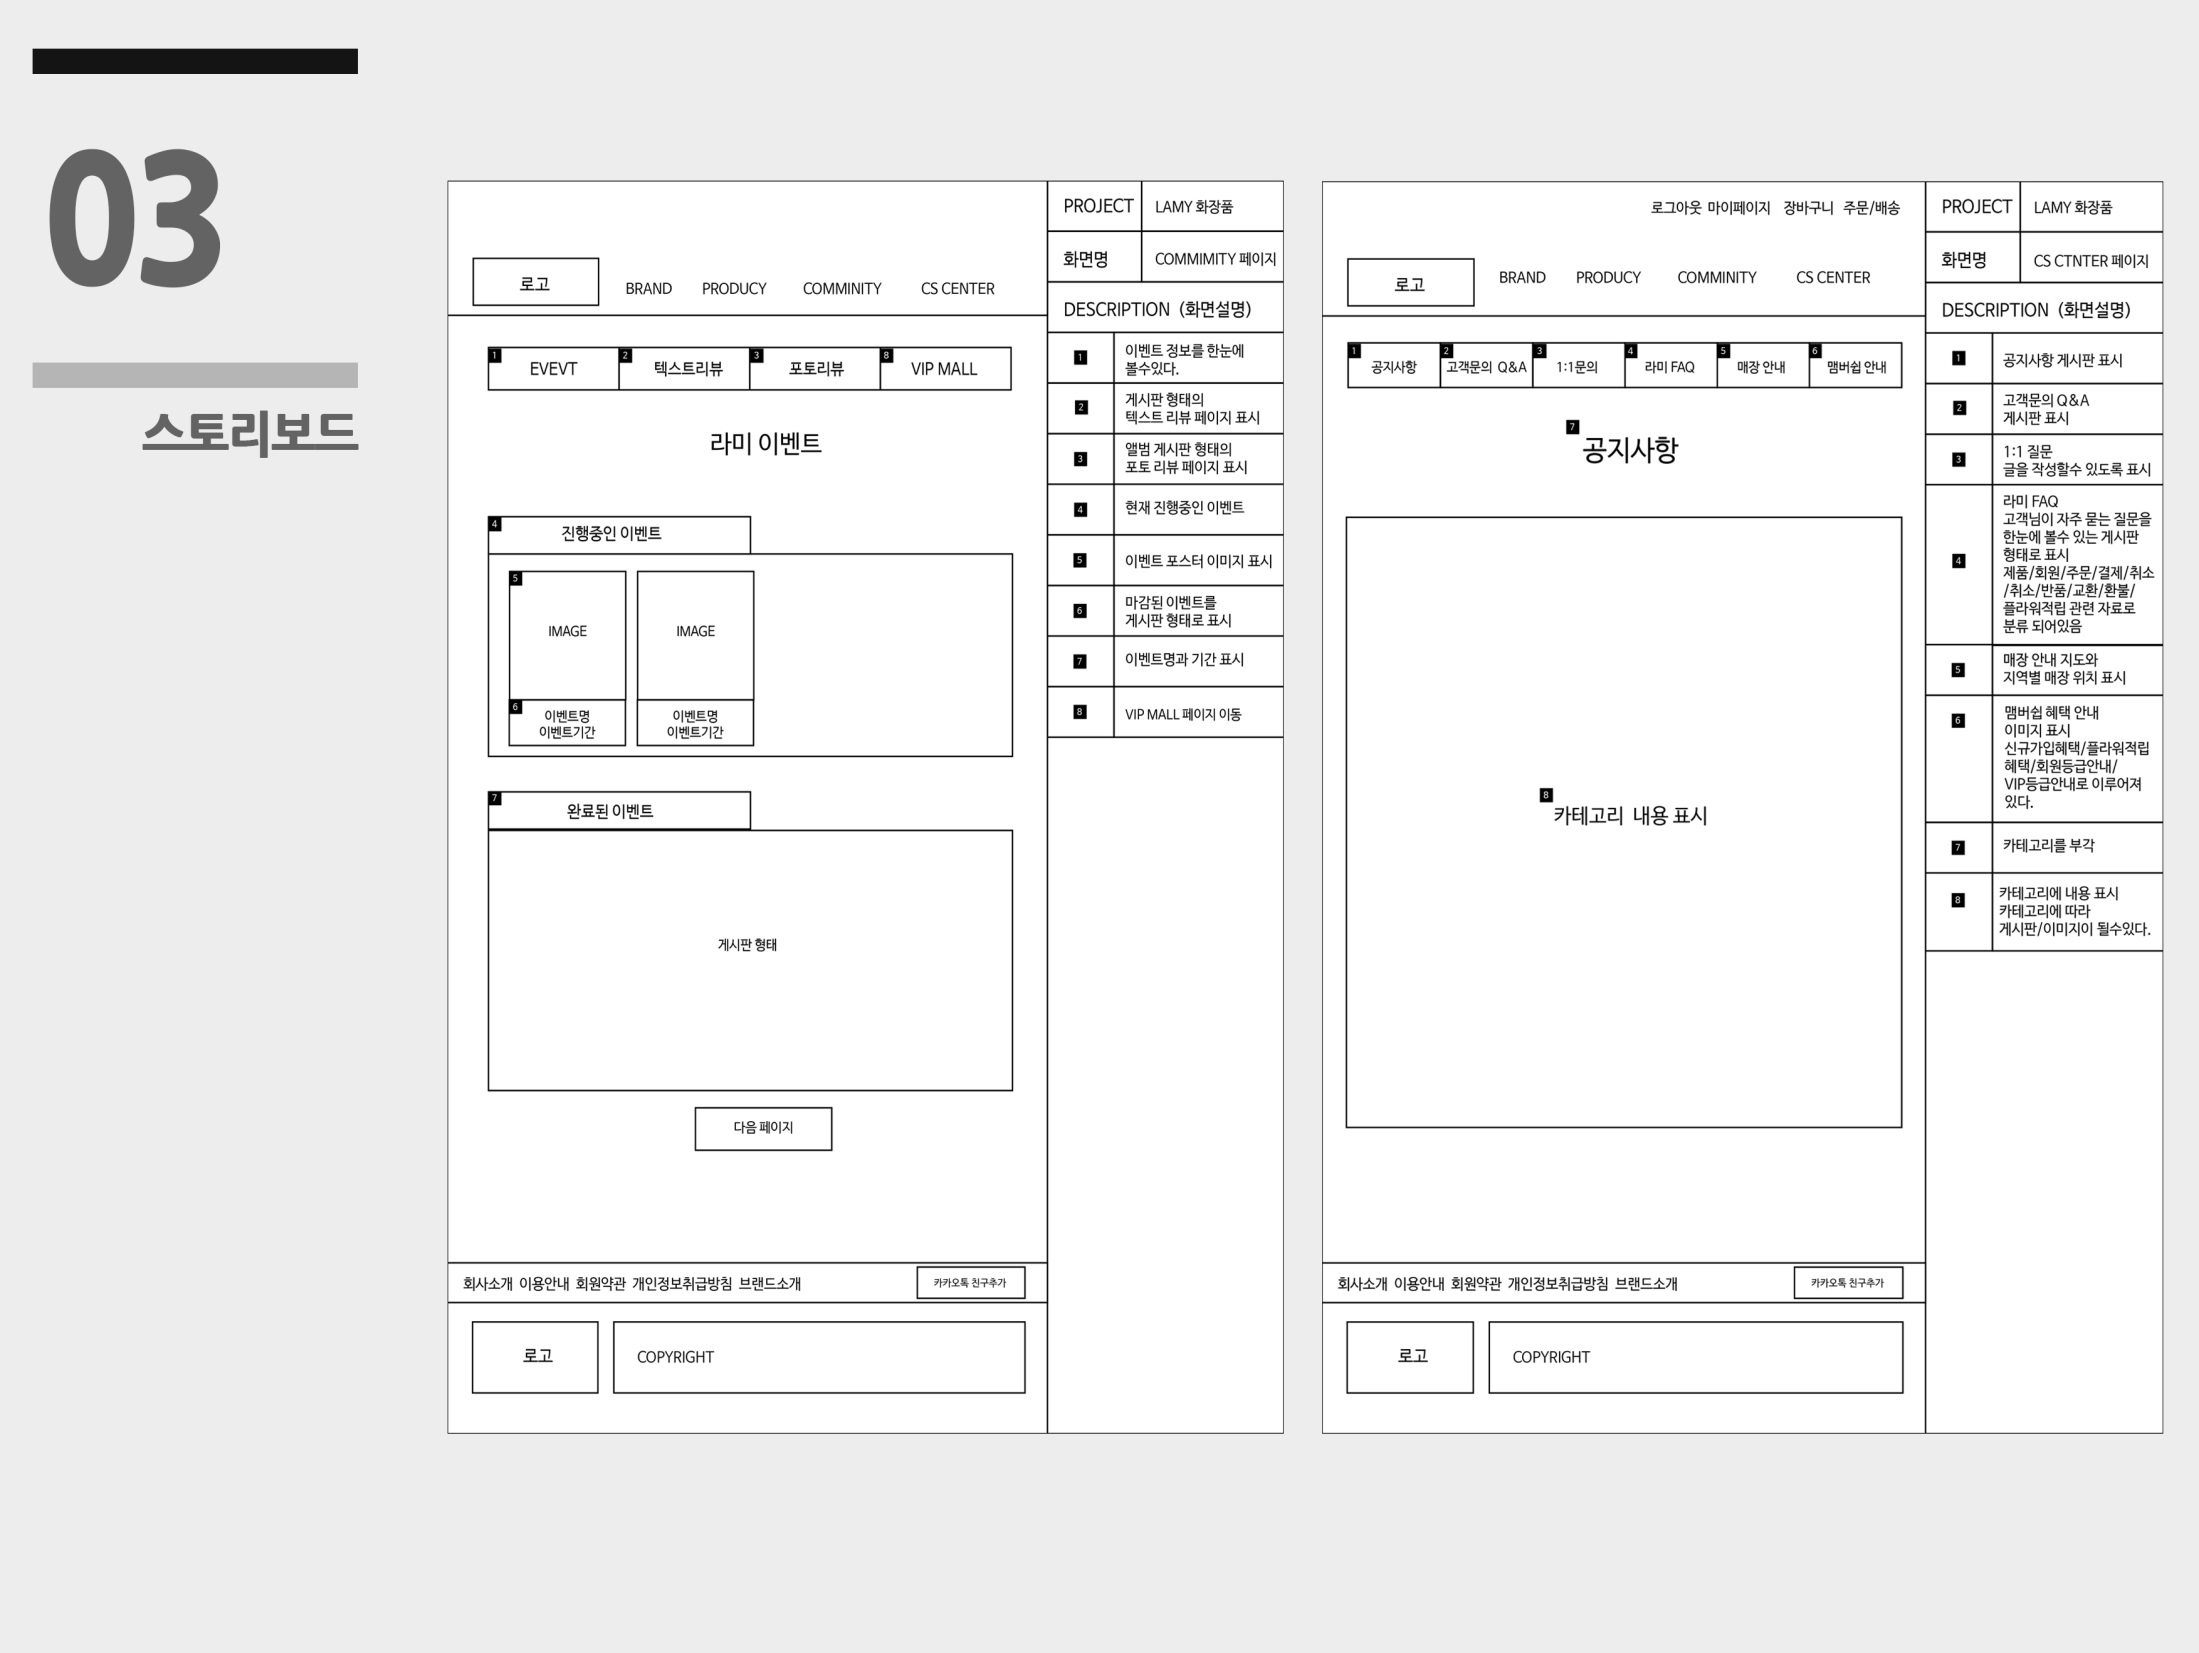 03
스토리보드
로고
BRAND PRODUCY COMMINITY CS CENTER
1 EVEVT 2 텍스트리뷰 3 포토리뷰 8 VIP MALL
라미 이벤트
4 진행중인 이벤트
5 IMAGE IMAGE
6 이벤트명 이벤트명
이벤트기간 이벤트기간
7 완료된 이벤트
게시판 형태
다음 페이지
회사소개 이용안내 회원약관 개인정보취급방침 브랜드소개 카카오톡 친구추가
로고 COPYRIGHT
PROJECT LAMY 화장품
화면명 COMMIMITY 페이지
DESCRIPTION (화면설명)
1 이벤트 정보를 한눈에
볼수있다.
2 게시판 형태의
텍스트 리뷰 페이지 표시
3 앨범 게시판 형태의
포토 리뷰 페이지 표시
4 현재 진행중인 이벤트
5 이벤트 포스터 이미지 표시
6 마감된 이벤트를
게시판 형태로 표시
7 이벤트명과 기간 표시
8 VIP MALL 페이지 이동
로그아웃 마이페이지 장바구니 주문/배송
로고
BRAND PRODUCY COMMINITY CS CENTER
1 공지사항 2 고객문의 Q&A 3 1:1문의 4 라미 FAQ 5 매장 안내 6 맴버쉽 안내
7 공지사항
8 카테고리 내용 표시
회사소개 이용안내 회원약관 개인정보취급방침 브랜드소개 카카오톡 친구추가
로고 COPYRIGHT
PROJECT LAMY 화장품
화면명 CS CTNTER 페이지
DESCRIPTION (화면설명)
1 공지사항 게시판 표시
2 고객문의 Q&A
게시판 표시
3 1:1 질문
글을 작성할수 있도록 표시
4 라미 FAQ
고객님이 자주 묻는 질문을
한눈에 볼수 있는 게시판
형태로 표시
제품/회원/주문/결제/취소
/취소/반품/교환/환불/
플라워적립 관련 자료로
분류 되어있음
5 매장 안내 지도와
지역별 매장 위치 표시
6 맴버쉽 혜택 안내
이미지 표시
신규가입혜택/플라워적립
혜택/회원등급안내/
VIP등급안내로 이루어져
있다.
7 카테고리를 부각
8 카테고리에 내용 표시
카테고리에 따라
게시판/이미지이 될수있다.